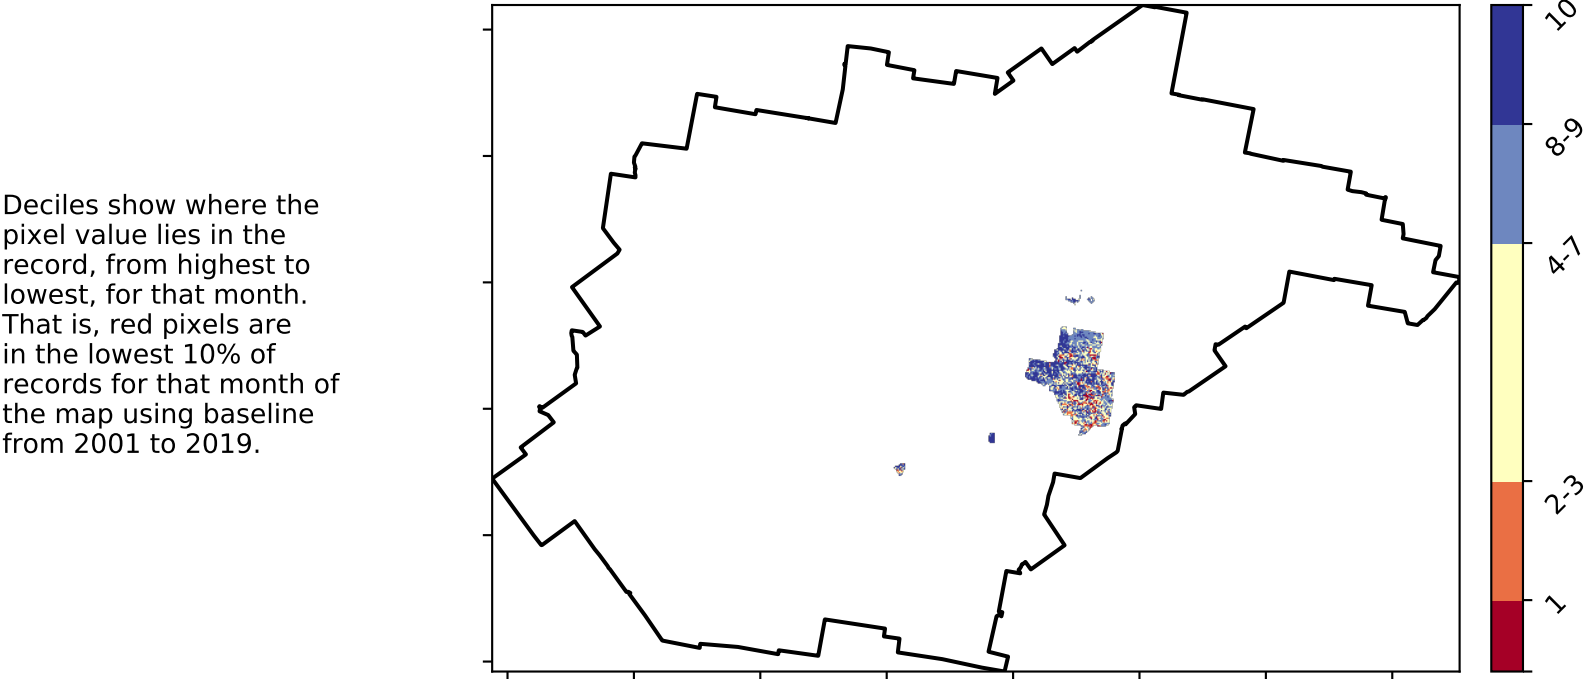 Deciles show where the
pixel value lies in the
record, from highest to
lowest, for that month.
That is, red pixels are
in the lowest 10% of
records for that month of
the map using baseline
from 2001 to 2019.
10
8-9
4-7
2-3
1